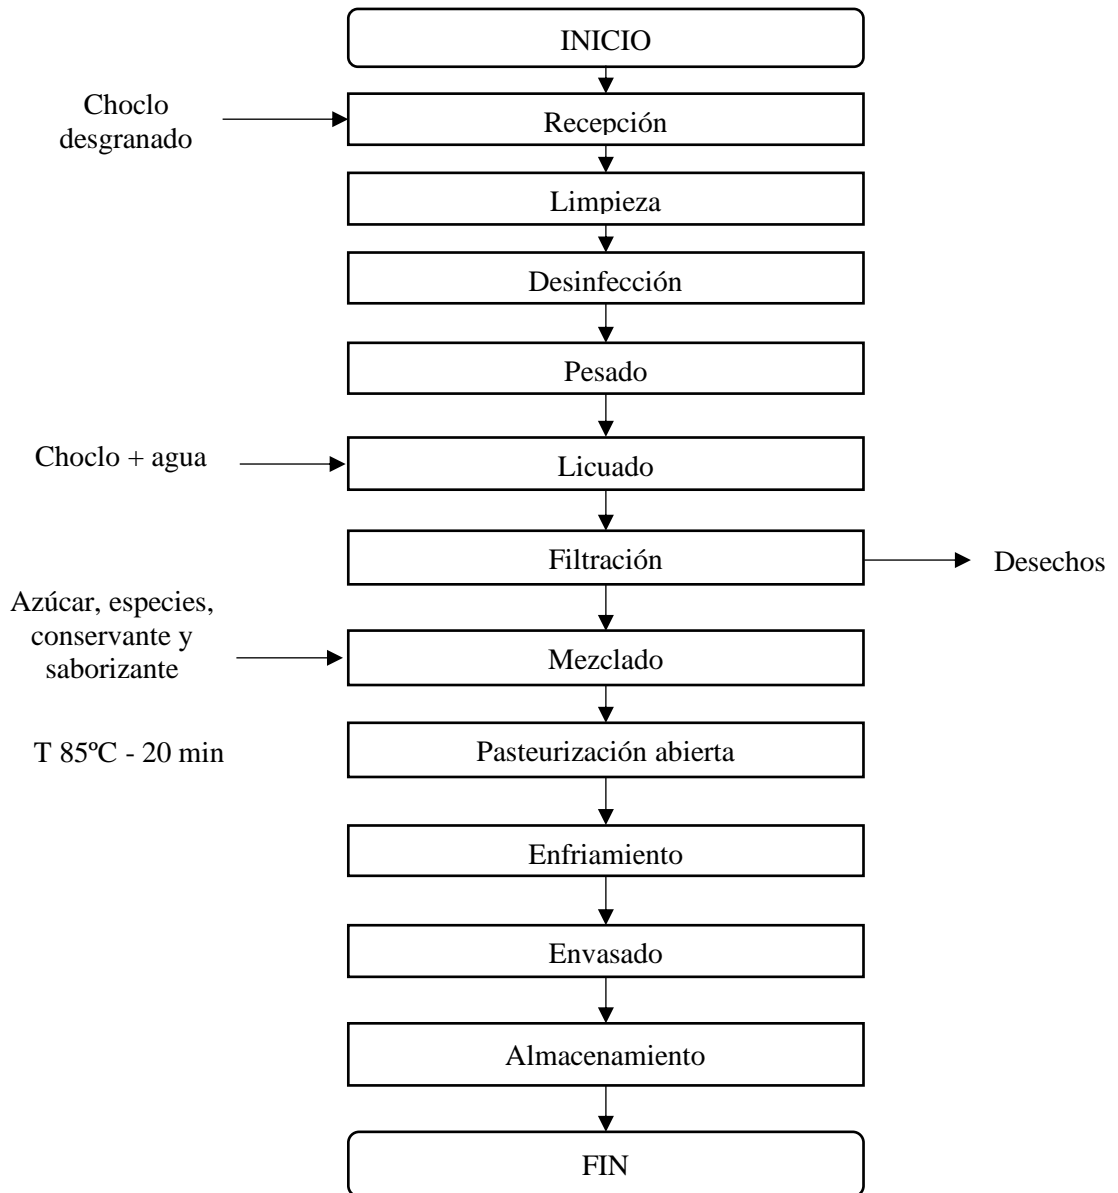 INICIO
Choclo
desgranado
Recepción
Limpieza
Desinfección
Pesado
Choclo + agua
Licuado
Filtración
Desechos
Azúcar, especies,
conservante y
saborizante
Mezclado
T 85ºC - 20 min
Pasteurización abierta
Enfriamiento
Envasado
Almacenamiento
FIN